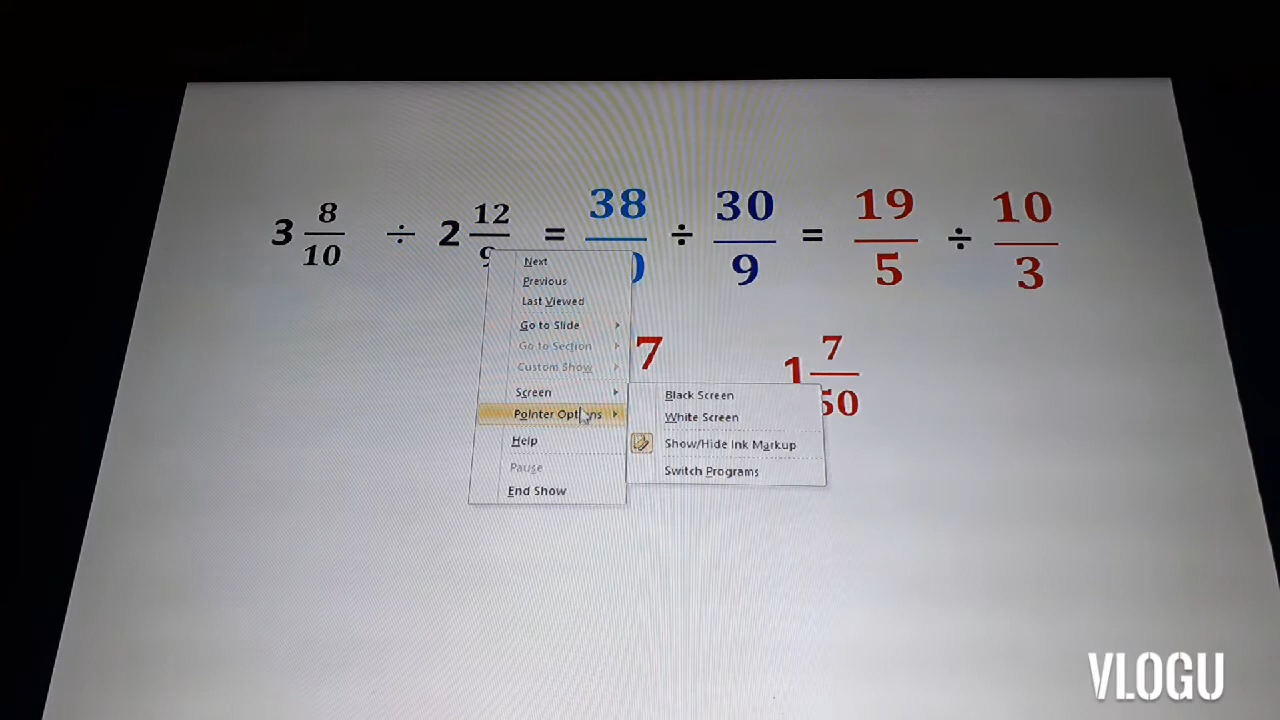 3 8/10 ÷ 2 12/9 = 38/ ÷ 30/9 = 19/5 ÷ 10/3
7
1 7/50
Next
Previous
Last Viewed
Go to Slide
Go to Section
Custom Show
Screen
Pointer Options
Help
Pause
End Show
Black Screen
White Screen
Show/Hide Ink Markup
Switch Programs
VLOGU